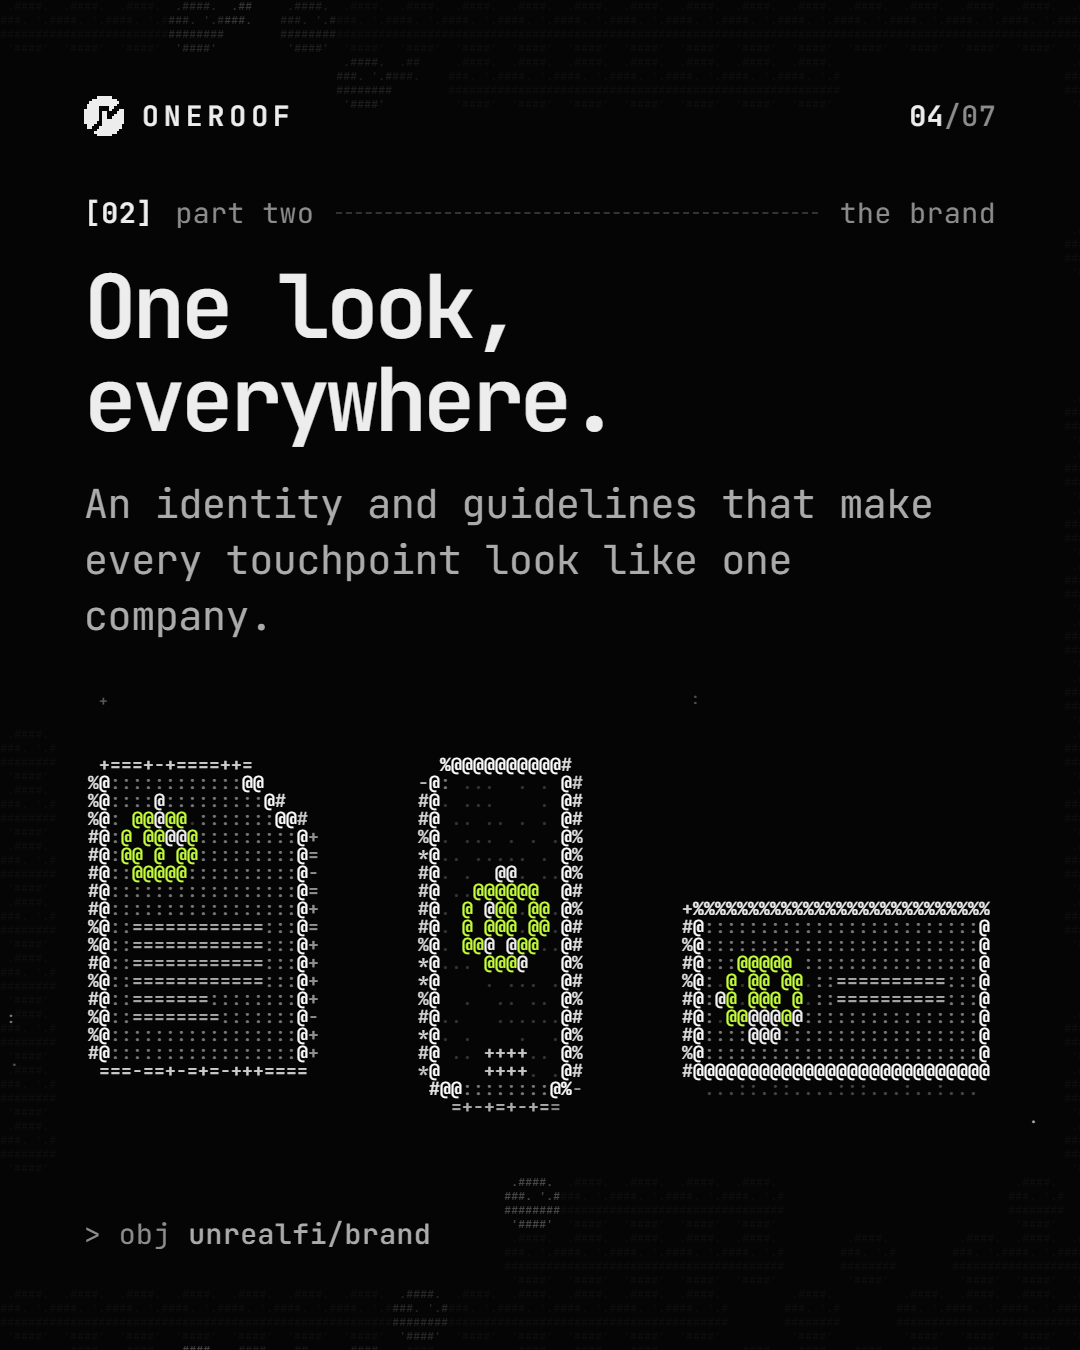 ONEROOF
04/07
[02] part two
the brand
One look,
everywhere.
An identity and guidelines that make
every touchpoint look like one
company.
> obj unrealfi/brand